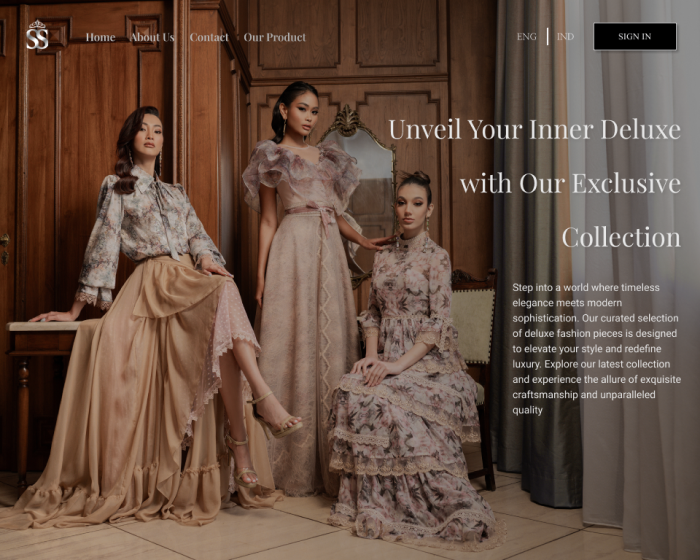 SS
Home About Us Contact Our Product
ENG IND SIGN IN
Unveil Your Inner Deluxe
with Our Exclusive
Collection
Step into a world where timeless
elegance meets modern
sophistication. Our curated selection
of deluxe fashion pieces is designed
to elevate your style and redefine
luxury. Explore our latest collection
and experience the allure of exquisite
craftsmanship and unparalleled
quality